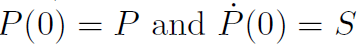 P(0) = P and Ṗ(0) = S